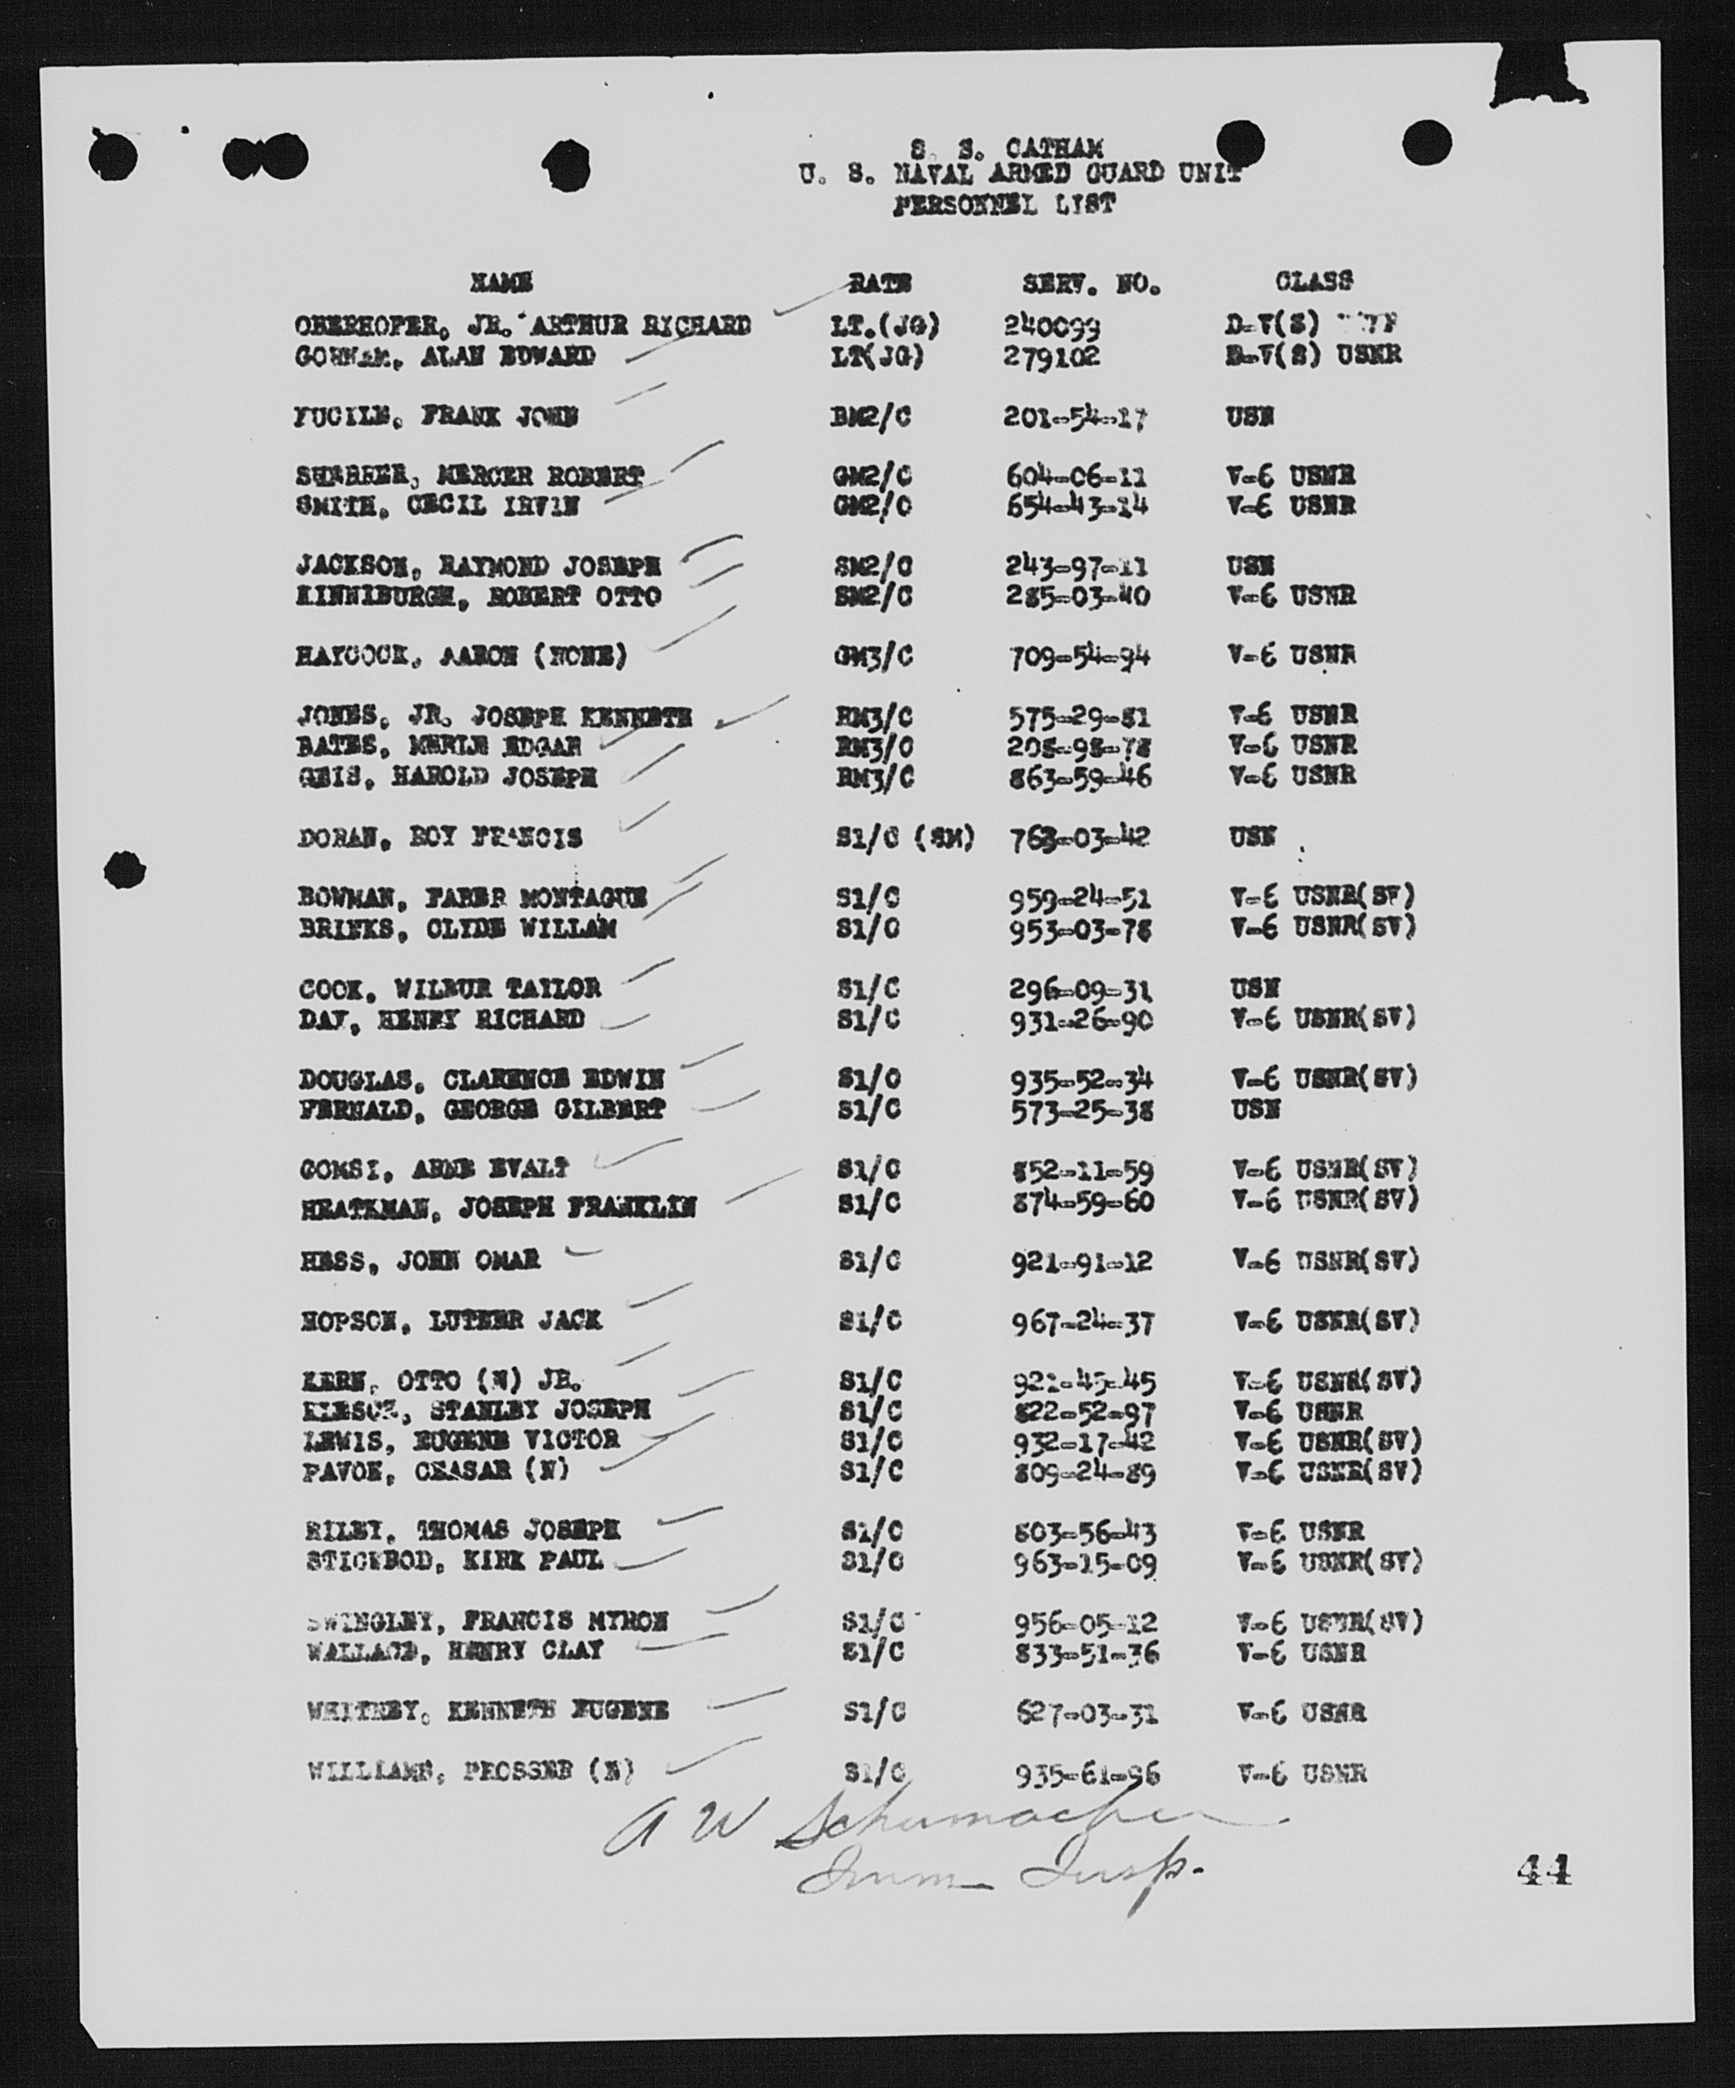 S. S. CATHAM
U. S. NAVAL ARMED GUARD UNIT
PERSONNEL LIST
NAME RATE SERV. NO. CLASS
OBERHOFER, JR. ARTHUR RICHARD LT.(JG) 240099 D-V(S)
GORMAN, ALAN EDWARD LT(JG) 279102 D-V(S) USNR
FUCILE, FRANK JOHN BM2/C 201-54-17 USN
SHEARER, MERCER ROBERT GM2/C 604-06-11 V-6 USNR
SMITH, CECIL IRVIN GM2/C 654-43-14 V-6 USNR
JACKSON, RAYMOND JOSEPH SM2/C 243-97-11 USN
KINNIBURGH, ROBERT OTTO SM2/C 285-03-40 V-6 USNR
HAYCOCK, AARON (NONE) GM3/C 709-54-94 V-6 USNR
JONES, JR. JOSEPH KENNETH RM3/C 575-29-81 V-6 USNR
BATES, MERLE EDGAR RM3/C 208-98-78 V-6 USNR
GEIS, HAROLD JOSEPH RM3/C 863-59-46 V-6 USNR
DORAN, ROY FRANCIS S1/C (SM) 763-03-42 USN
BOWMAN, FABER MONTAGUE S1/C 959-24-51 V-6 USNR(SV)
BRINKS, CLYDE WILLAM S1/C 953-03-78 V-6 USNR(SV)
COOK, WILBUR TAYLOR S1/C 296-09-31 USN
DAY, HENRY RICHARD S1/C 931-26-90 V-6 USNR(SV)
DOUGLAS, CLARENCE EDWIN S1/C 935-52-34 V-6 USNR(SV)
FERNALD, GEORGE GILBERT S1/C 573-25-38 USN
GOMSI, ARNE EVALT S1/C 852-11-59 V-6 USNR(SV)
HEATKMAN, JOSEPH FRANKLIN S1/C 874-59-60 V-6 USNR(SV)
HESS, JOHN OMAR S1/C 921-91-12 V-6 USNR(SV)
HOPSON, LUTHER JACK S1/C 967-24-37 V-6 USNR(SV)
KERN, OTTO (N) JR. S1/C 921-45-45 V-6 USNR(SV)
KLESCZ, STANLEY JOSEPH S1/C 822-52-97 V-6 USNR
LEWIS, EUGENE VICTOR S1/C 932-17-42 V-6 USNR(SV)
PAVON, CEASAR (N) S1/C 809-24-89 V-6 USNR(SV)
RILEY, THOMAS JOSEPH S1/C 803-56-43 V-6 USNR
STICKBOD, KIRK PAUL S1/C 963-15-09 V-6 USNR(SV)
SWINGLEY, FRANCIS MYRON S1/C 956-05-12 V-6 USNR(SV)
WALLACE, HENRY CLAY S1/C 833-51-36 V-6 USNR
WHITNEY, KENNETH EUGENE S1/C 627-03-31 V-6 USNR
WILLIAMS, PROSSER (N) S1/C 935-61-96 V-6 USNR
A W Schumacher
Imm Insp.
44